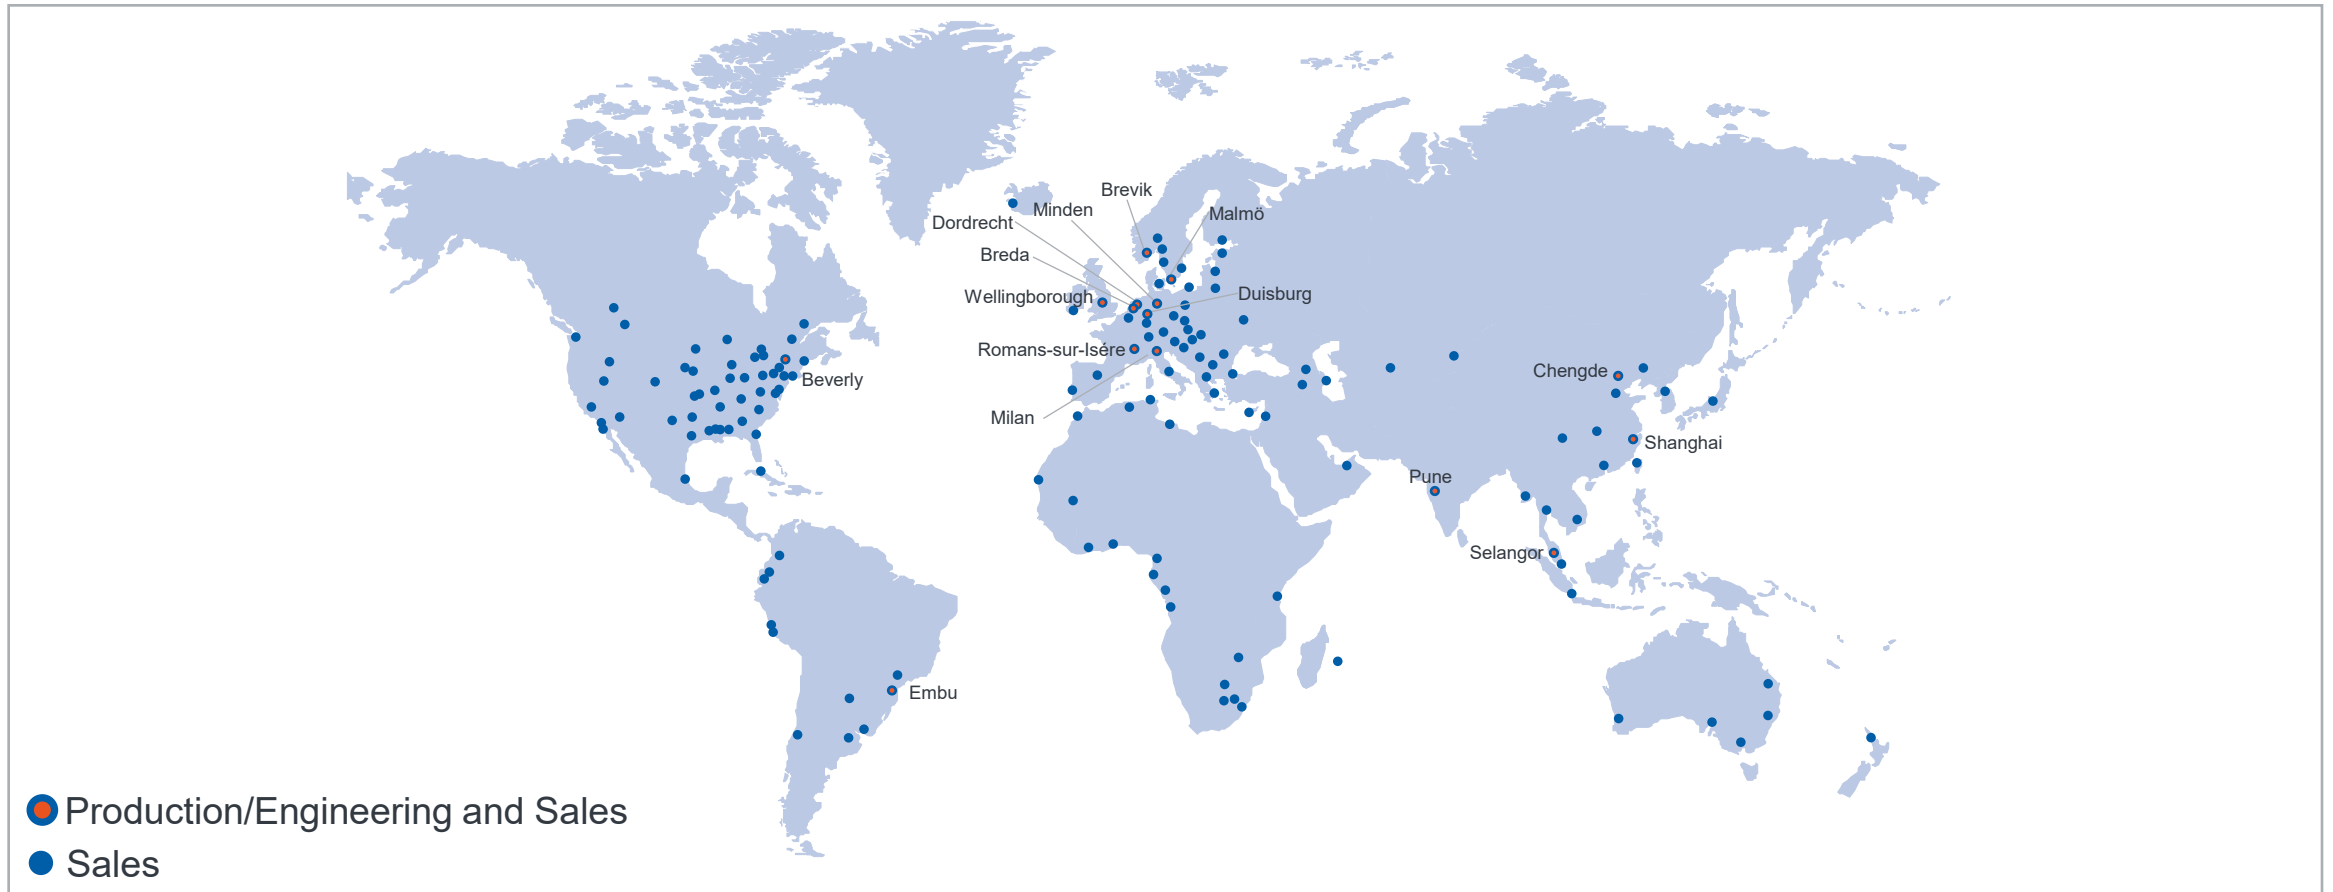 Brevik
Minden
Malmö
Dordrecht
Breda
Wellingborough
Duisburg
Romans-sur-Isére
Beverly
Milan
Chengde
Shanghai
Pune
Selangor
Embu
Production/Engineering and Sales
Sales